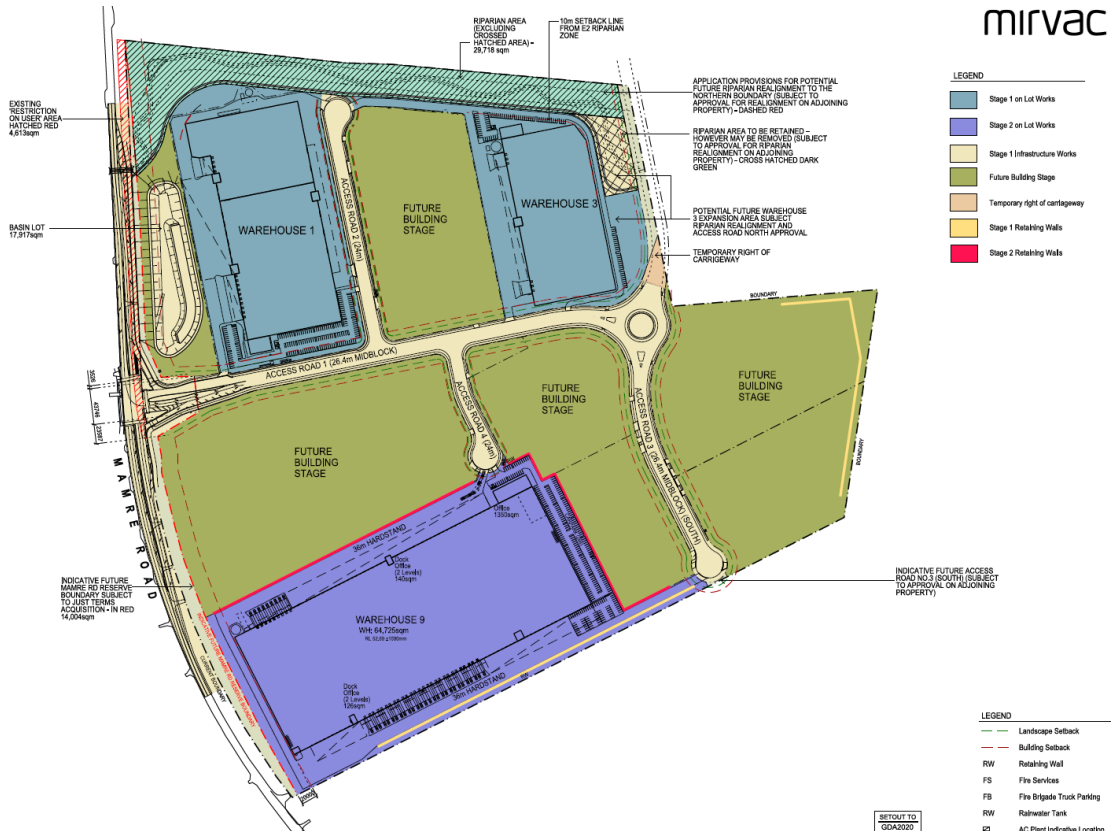 mirvac
RIPARIAN AREA
(EXCLUDING
CROSSED
HATCHED AREA) -
29,718 sqm
10m SETBACK LINE
FROM E2 RIPARIAN
ZONE
EXISTING
'RESTRICTION
ON USER' AREA
HATCHED RED
4,613sqm
BASIN LOT
17,917sqm
APPLICATION PROVISIONS FOR POTENTIAL
FUTURE RIPARIAN REALIGNMENT TO THE
NORTHERN BOUNDARY (SUBJECT TO
APPROVAL FOR REALIGNMENT ON ADJOINING
PROPERTY) - DASHED RED
RIPARIAN AREA TO BE RETAINED -
HOWEVER MAY BE REMOVED (SUBJECT
TO APPROVAL FOR RIPARIAN
REALIGNMENT ON ADJOINING
PROPERTY) - CROSS HATCHED DARK
GREEN
POTENTIAL FUTURE WAREHOUSE
3 EXPANSION AREA SUBJECT
RIPARIAN REALIGNMENT AND
ACCESS ROAD NORTH APPROVAL
TEMPORARY RIGHT OF
CARRIGEWAY
LEGEND
Stage 1 on Lot Works
Stage 2 on Lot Works
Stage 1 Infrastructure Works
Future Building Stage
Temporary right of carriageway
Stage 1 Retaining Walls
Stage 2 Retaining Walls
WAREHOUSE 1
ACCESS ROAD 2 (24m)
FUTURE
BUILDING
STAGE
WAREHOUSE 3
BOUNDARY
ACCESS ROAD 1 (26.4m MIDBLOCK)
ACCESS ROAD 4 (24m)
FUTURE
BUILDING
STAGE
ACCESS ROAD 3 (26.4m MIDBLOCK) (SOUTH)
FUTURE
BUILDING
STAGE
BOUNDARY
FUTURE
BUILDING
STAGE
MAMRE ROAD
36m HARDSTAND
Office
1350sqm
Dock
Office
(2 Levels)
140sqm
WAREHOUSE 9
WH: 64,725sqm
Dock
Office
(2 Levels)
126sqm
36m HARDSTAND
INDICATIVE FUTURE
MAMRE RD RESERVE
BOUNDARY SUBJECT
TO JUST TERMS
ACQUISITION - IN RED
14,004sqm
INDICATIVE FUTURE MAMRE RD RESERVE BOUNDARY
CURRENT BOUNDARY
INDICATIVE FUTURE ACCESS
ROAD NO.3 (SOUTH) (SUBJECT
TO APPROVAL ON ADJOINING
PROPERTY)
LEGEND
Landscape Setback
Building Setback
RW Retaining Wall
FS Fire Services
FB Fire Brigade Truck Parking
RW Rainwater Tank
AC Plant Indicative Location
SETOUT TO
GDA2020